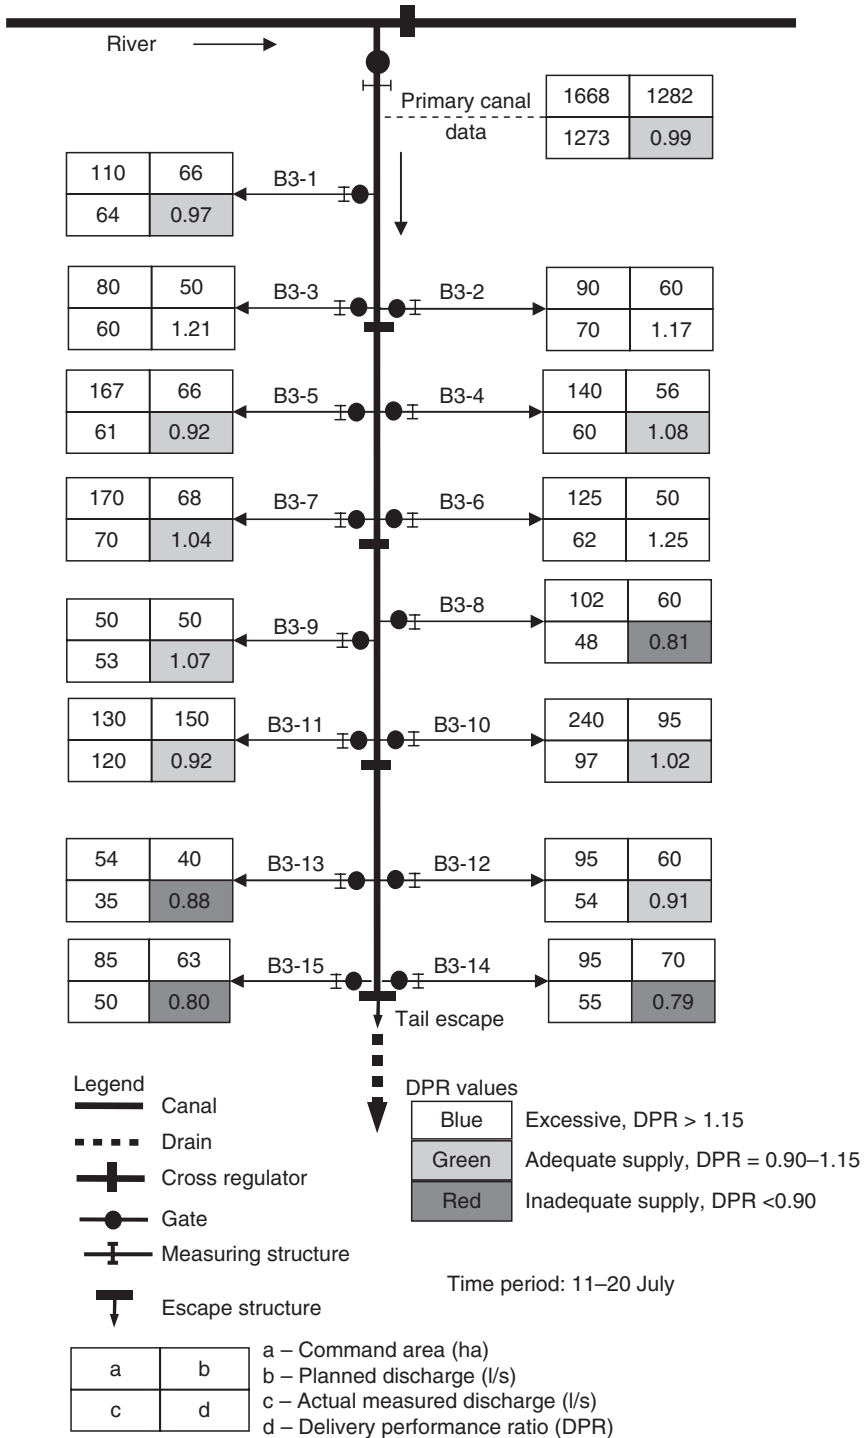 River
Primary canal
data
1668 1282
1273 0.99
110 66
64 0.97
B3-1
80 50
60 1.21
B3-3
B3-2
90 60
70 1.17
167 66
61 0.92
B3-5
B3-4
140 56
60 1.08
170 68
70 1.04
B3-7
B3-6
125 50
62 1.25
B3-8
102 60
48 0.81
50 50
53 1.07
B3-9
130 150
120 0.92
B3-11
B3-10
240 95
97 1.02
54 40
35 0.88
B3-13
B3-12
95 60
54 0.91
85 63
50 0.80
B3-15
B3-14
95 70
55 0.79
Tail escape
Legend
Canal
Drain
Cross regulator
Gate
Measuring structure
Escape structure
DPR values
Blue Excessive, DPR > 1.15
Green Adequate supply, DPR = 0.90–1.15
Red Inadequate supply, DPR <0.90
Time period: 11–20 July
a b
c d
a – Command area (ha)
b – Planned discharge (l/s)
c – Actual measured discharge (l/s)
d – Delivery performance ratio (DPR)